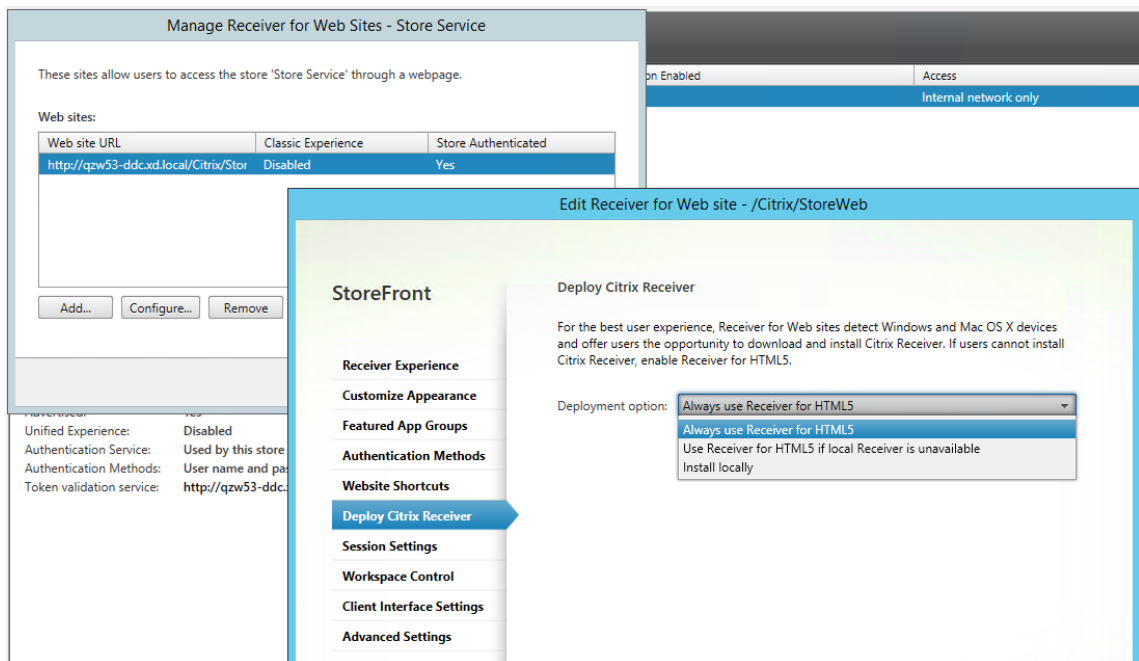 Manage Receiver for Web Sites - Store Service
These sites allow users to access the store 'Store Service' through a webpage.
Web sites:
Web site URL Classic Experience Store Authenticated
http://qzw53-ddc.xd.local/Citrix/Stor Disabled Yes
Add... Configure... Remove
on Enabled Access
Internal network only
Advertised: Yes
Unified Experience: Disabled
Authentication Service: Used by this store
Authentication Methods: User name and pas
Token validation service: http://qzw53-ddc.
Edit Receiver for Web site - /Citrix/StoreWeb
StoreFront
Receiver Experience
Customize Appearance
Featured App Groups
Authentication Methods
Website Shortcuts
Deploy Citrix Receiver
Session Settings
Workspace Control
Client Interface Settings
Advanced Settings
Deploy Citrix Receiver
For the best user experience, Receiver for Web sites detect Windows and Mac OS X devices
and offer users the opportunity to download and install Citrix Receiver. If users cannot install
Citrix Receiver, enable Receiver for HTML5.
Deployment option: Always use Receiver for HTML5
Always use Receiver for HTML5
Use Receiver for HTML5 if local Receiver is unavailable
Install locally